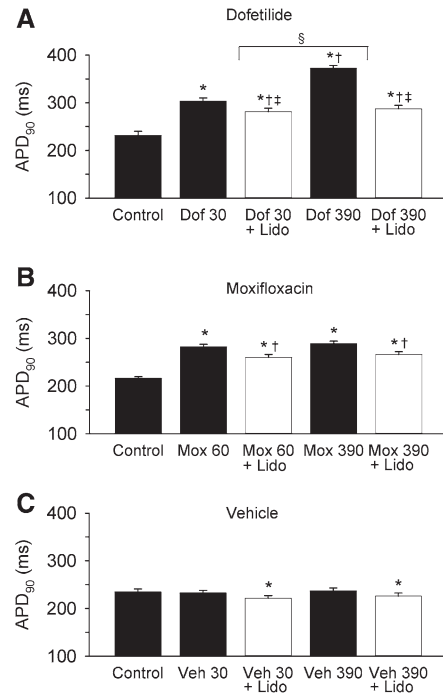 A
Dofetilide
§
400
300
200
100
APD90 (ms)
*
*†‡
*†
*†‡
Control Dof 30 Dof 30 Dof 390 Dof 390
+ Lido + Lido
B
Moxifloxacin
400
300
200
100
APD90 (ms)
*
*†
*
*†
Control Mox 60 Mox 60 Mox 390 Mox 390
+ Lido + Lido
C
Vehicle
400
300
200
100
APD90 (ms)
*
*
Control Veh 30 Veh 30 Veh 390 Veh 390
+ Lido + Lido